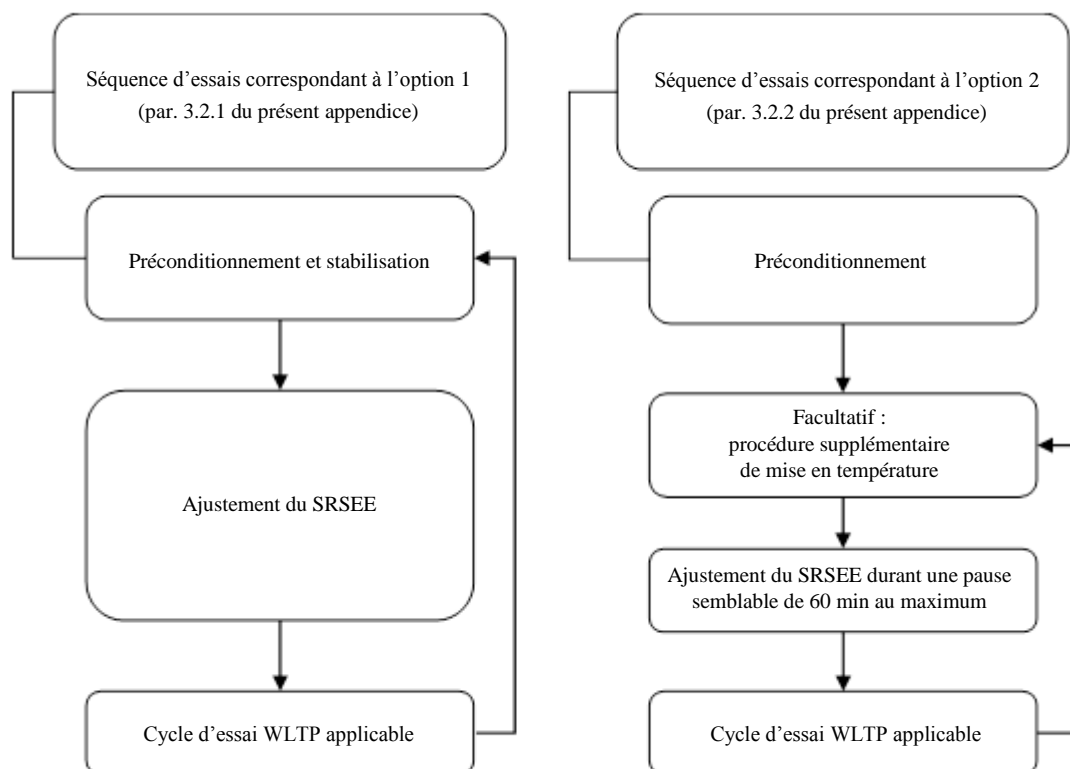 Séquence d’essais correspondant à l’option 1
(par. 3.2.1 du présent appendice)
Préconditionnement et stabilisation
Ajustement du SRSEE
Cycle d’essai WLTP applicable
Séquence d’essais correspondant à l’option 2
(par. 3.2.2 du présent appendice)
Préconditionnement
Facultatif :
procédure supplémentaire
de mise en température
Ajustement du SRSEE durant une pause
semblable de 60 min au maximum
Cycle d’essai WLTP applicable